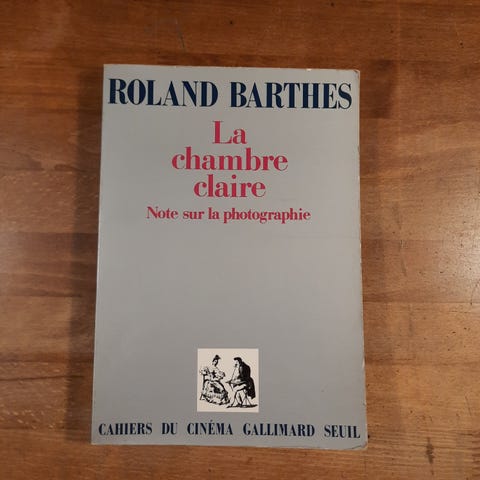 ROLAND BARTHES
La
chambre
claire
Note sur la photographie
CAHIERS DU CINÉMA GALLIMARD SEUIL